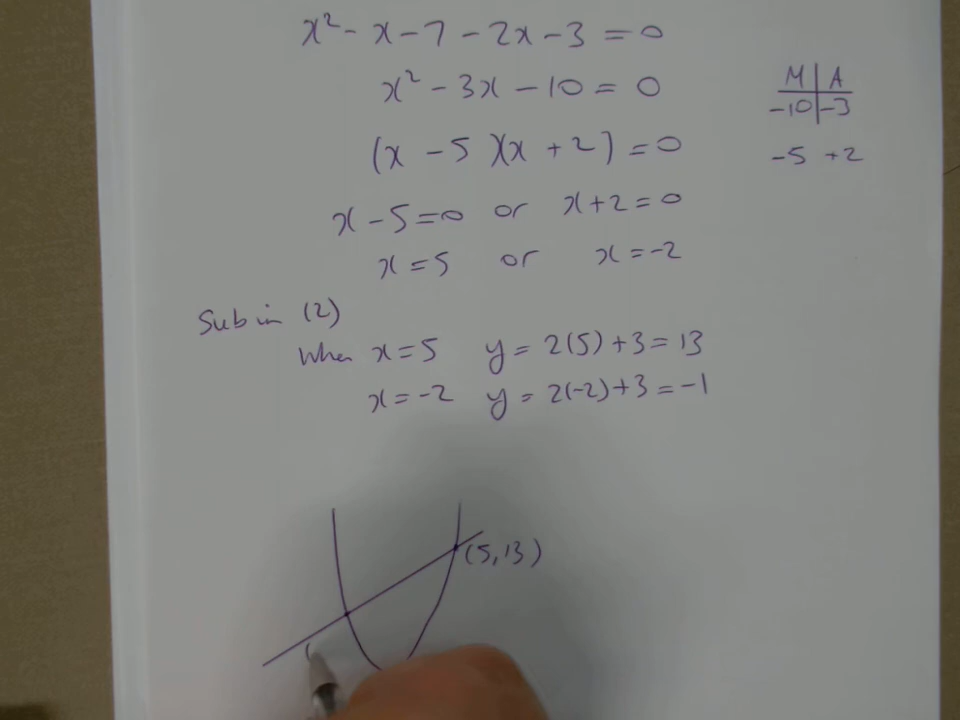 x² - x - 7 - 2x - 3 = 0
x² - 3x - 10 = 0
M | A
-10 | -3
(x - 5)(x + 2) = 0
-5 +2
x - 5 = 0 or x + 2 = 0
x = 5 or x = -2
Sub in (2)
When x = 5 y = 2(5) + 3 = 13
x = -2 y = 2(-2) + 3 = -1
(5, 13)
(